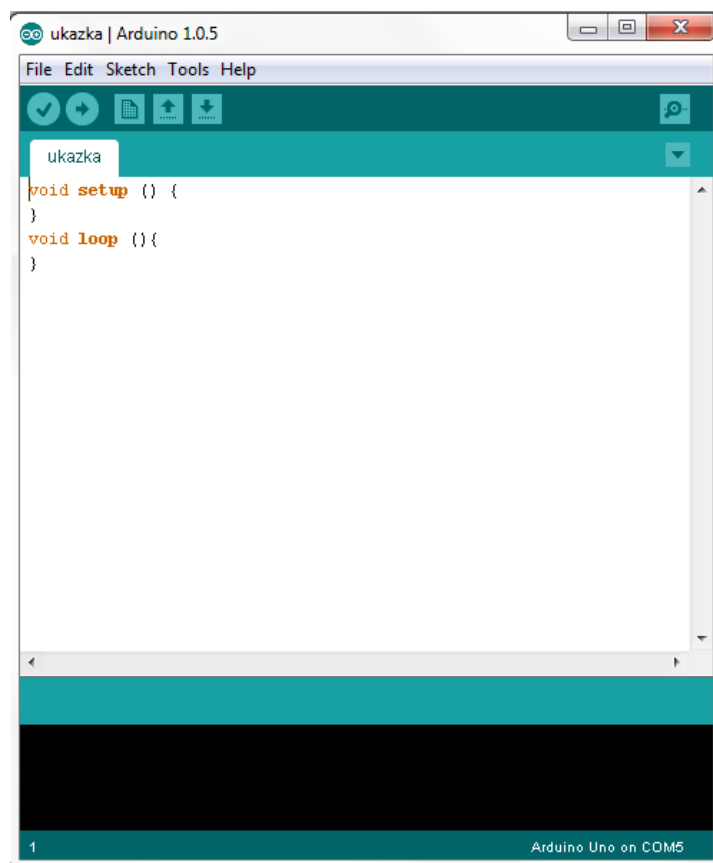 ukazka | Arduino 1.0.5
File Edit Sketch Tools Help
ukazka
void setup () {
}
void loop (){
}
1 Arduino Uno on COM5